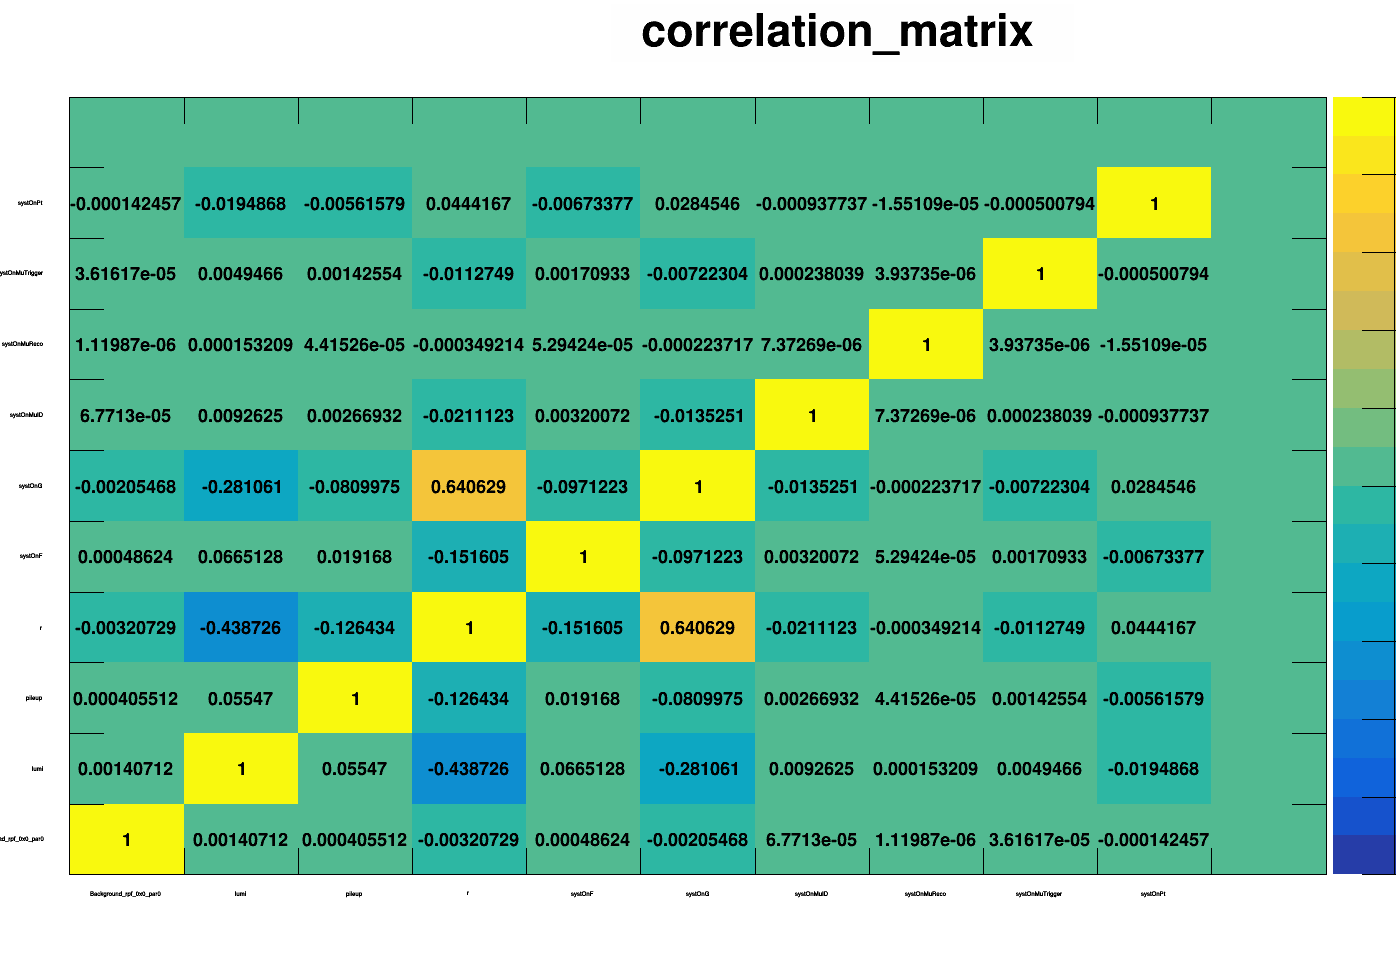 correlation_matrix
systOnPt -0.000142457 -0.0194868 -0.00561579 0.0444167 -0.00673377 0.0284546 -0.000937737 -1.55109e-05 -0.000500794 1
ystOnMuTrigger 3.61617e-05 0.0049466 0.00142554 -0.0112749 0.00170933 -0.00722304 0.000238039 3.93735e-06 1 -0.000500794
systOnMuReco 1.11987e-06 0.000153209 4.41526e-05 -0.000349214 5.29424e-05 -0.000223717 7.37269e-06 1 3.93735e-06 -1.55109e-05
systOnMuID 6.7713e-05 0.0092625 0.00266932 -0.0211123 0.00320072 -0.0135251 1 7.37269e-06 0.000238039 -0.000937737
systOnG -0.00205468 -0.281061 -0.0809975 0.640629 -0.0971223 1 -0.0135251 -0.000223717 -0.00722304 0.0284546
systOnF 0.00048624 0.0665128 0.019168 -0.151605 1 -0.0971223 0.00320072 5.29424e-05 0.00170933 -0.00673377
r -0.00320729 -0.438726 -0.126434 1 -0.151605 0.640629 -0.0211123 -0.000349214 -0.0112749 0.0444167
pileup 0.000405512 0.05547 1 -0.126434 0.019168 -0.0809975 0.00266932 4.41526e-05 0.00142554 -0.00561579
lumi 0.00140712 1 0.05547 -0.438726 0.0665128 -0.281061 0.0092625 0.000153209 0.0049466 -0.0194868
nd_rpf_0x0_par0 1 0.00140712 0.000405512 -0.00320729 0.00048624 -0.00205468 6.7713e-05 1.11987e-06 3.61617e-05 -0.000142457
Background_rpf_0x0_par0 lumi pileup r systOnF systOnG systOnMuID systOnMuReco systOnMuTrigger systOnPt